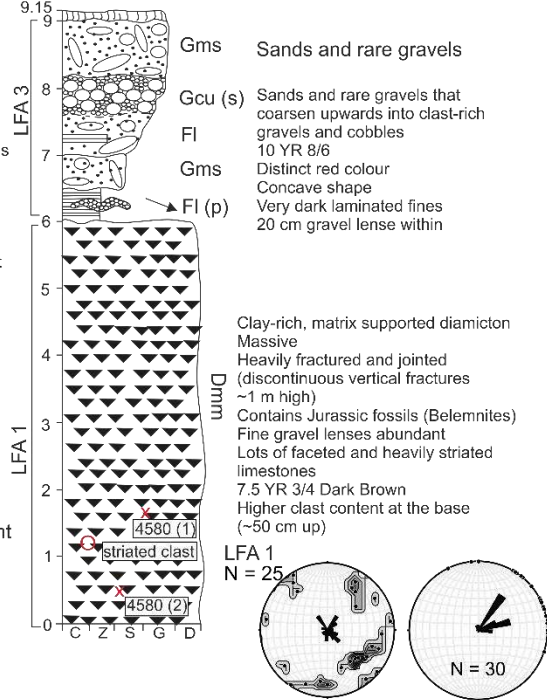 9.15
9
Gms
Sands and rare gravels
8
Gcu (s)
Sands and rare gravels that
coarsen upwards into clast-rich
gravels and cobbles
10 YR 8/6
Distinct red colour
Concave shape
Very dark laminated fines
20 cm gravel lense within
LFA 3
Fl
7
Gms
s
Fl (p)
6
5
4
3
2
1
0
LFA 1
Dmm
Clay-rich, matrix supported diamicton
Massive
Heavily fractured and jointed
(discontinuous vertical fractures
~1 m high)
Contains Jurassic fossils (Belemnites)
Fine gravel lenses abundant
Lots of faceted and heavily striated
limestones
7.5 YR 3/4 Dark Brown
Higher clast content at the base
(~50 cm up)
x
4580 (1)
striated clast
x
4580 (2)
C Z S G D
LFA 1
N = 25
N = 30
nt